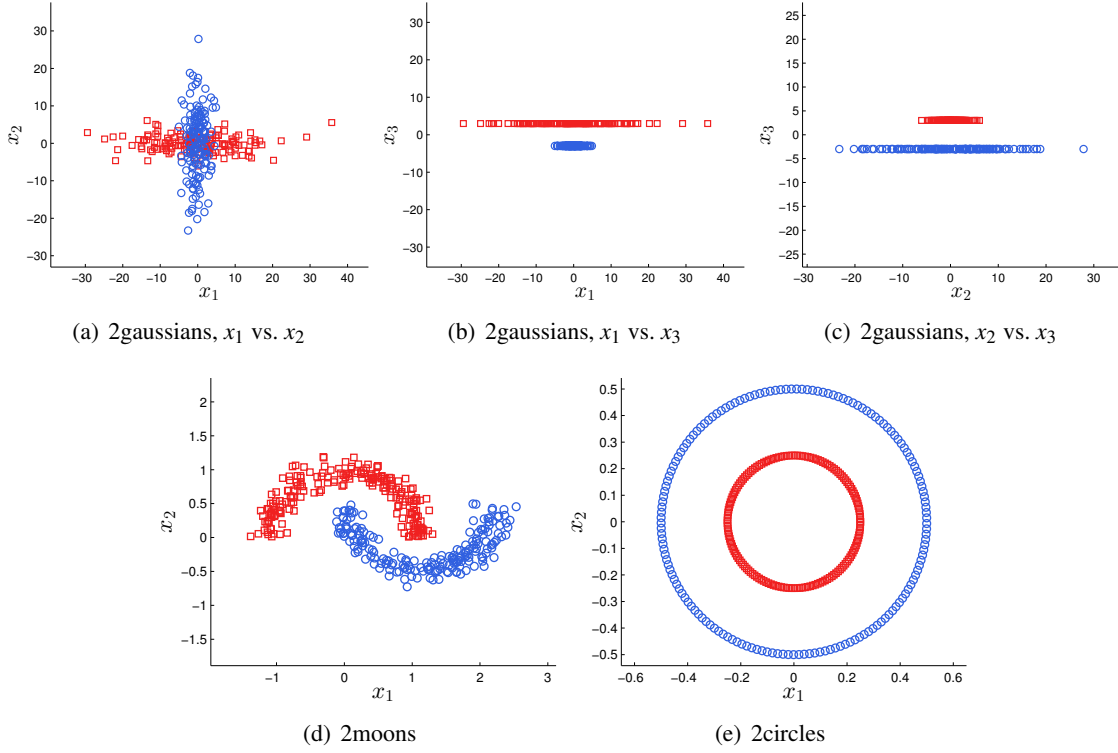 30
20
10
0
−10
−20
−30
−30 −20 −10 0 10 20 30 40
x₂
x₁
(a) 2gaussians, x₁ vs. x₂
30
20
10
0
−10
−20
−30
−30 −20 −10 0 10 20 30 40
x₃
x₁
(b) 2gaussians, x₁ vs. x₃
25
20
15
10
5
0
−5
−10
−15
−20
−25
−30 −20 −10 0 10 20 30
x₃
x₂
(c) 2gaussians, x₂ vs. x₃
2
1.5
1
0.5
0
−0.5
−1
−1.5
−1 0 1 2 3
x₂
x₁
(d) 2moons
0.5
0.4
0.3
0.2
0.1
0
−0.1
−0.2
−0.3
−0.4
−0.5
−0.6 −0.4 −0.2 0 0.2 0.4 0.6
x₂
x₁
(e) 2circles